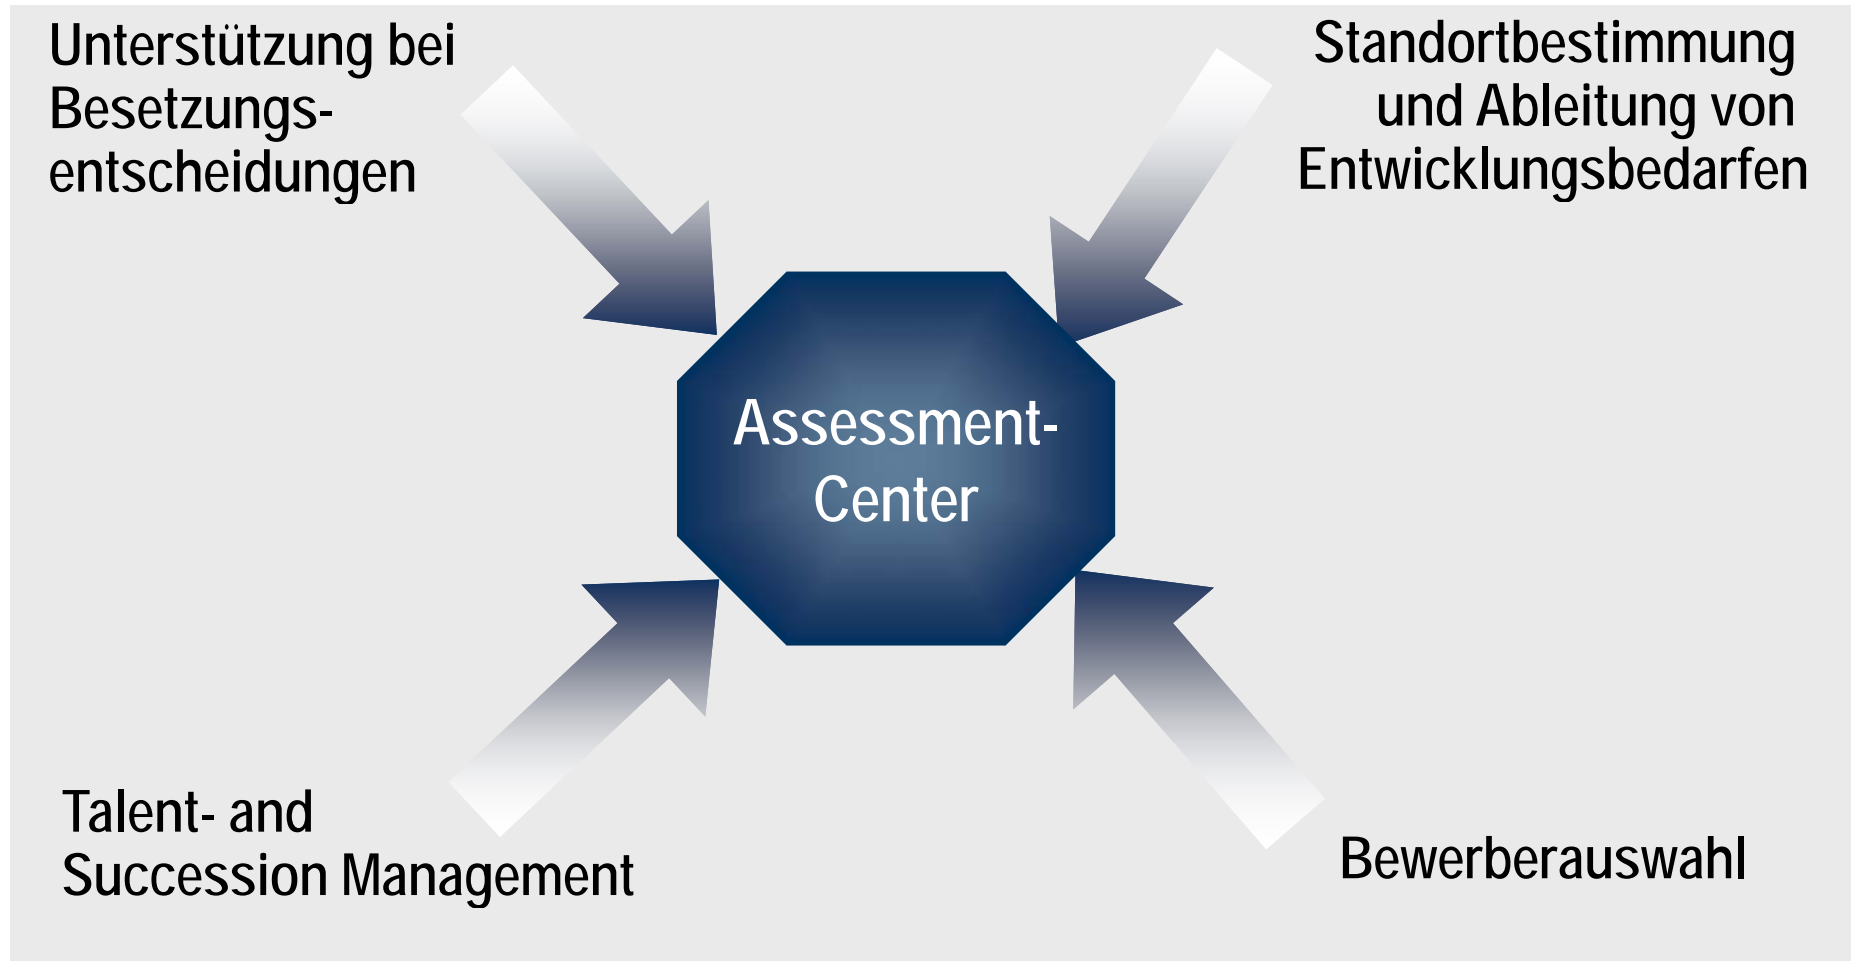 Unterstützung bei
Besetzungs-
entscheidungen
Standortbestimmung
und Ableitung von
Entwicklungsbedarfen
Assessment-
Center
Talent- and
Succession Management
Bewerberauswahl